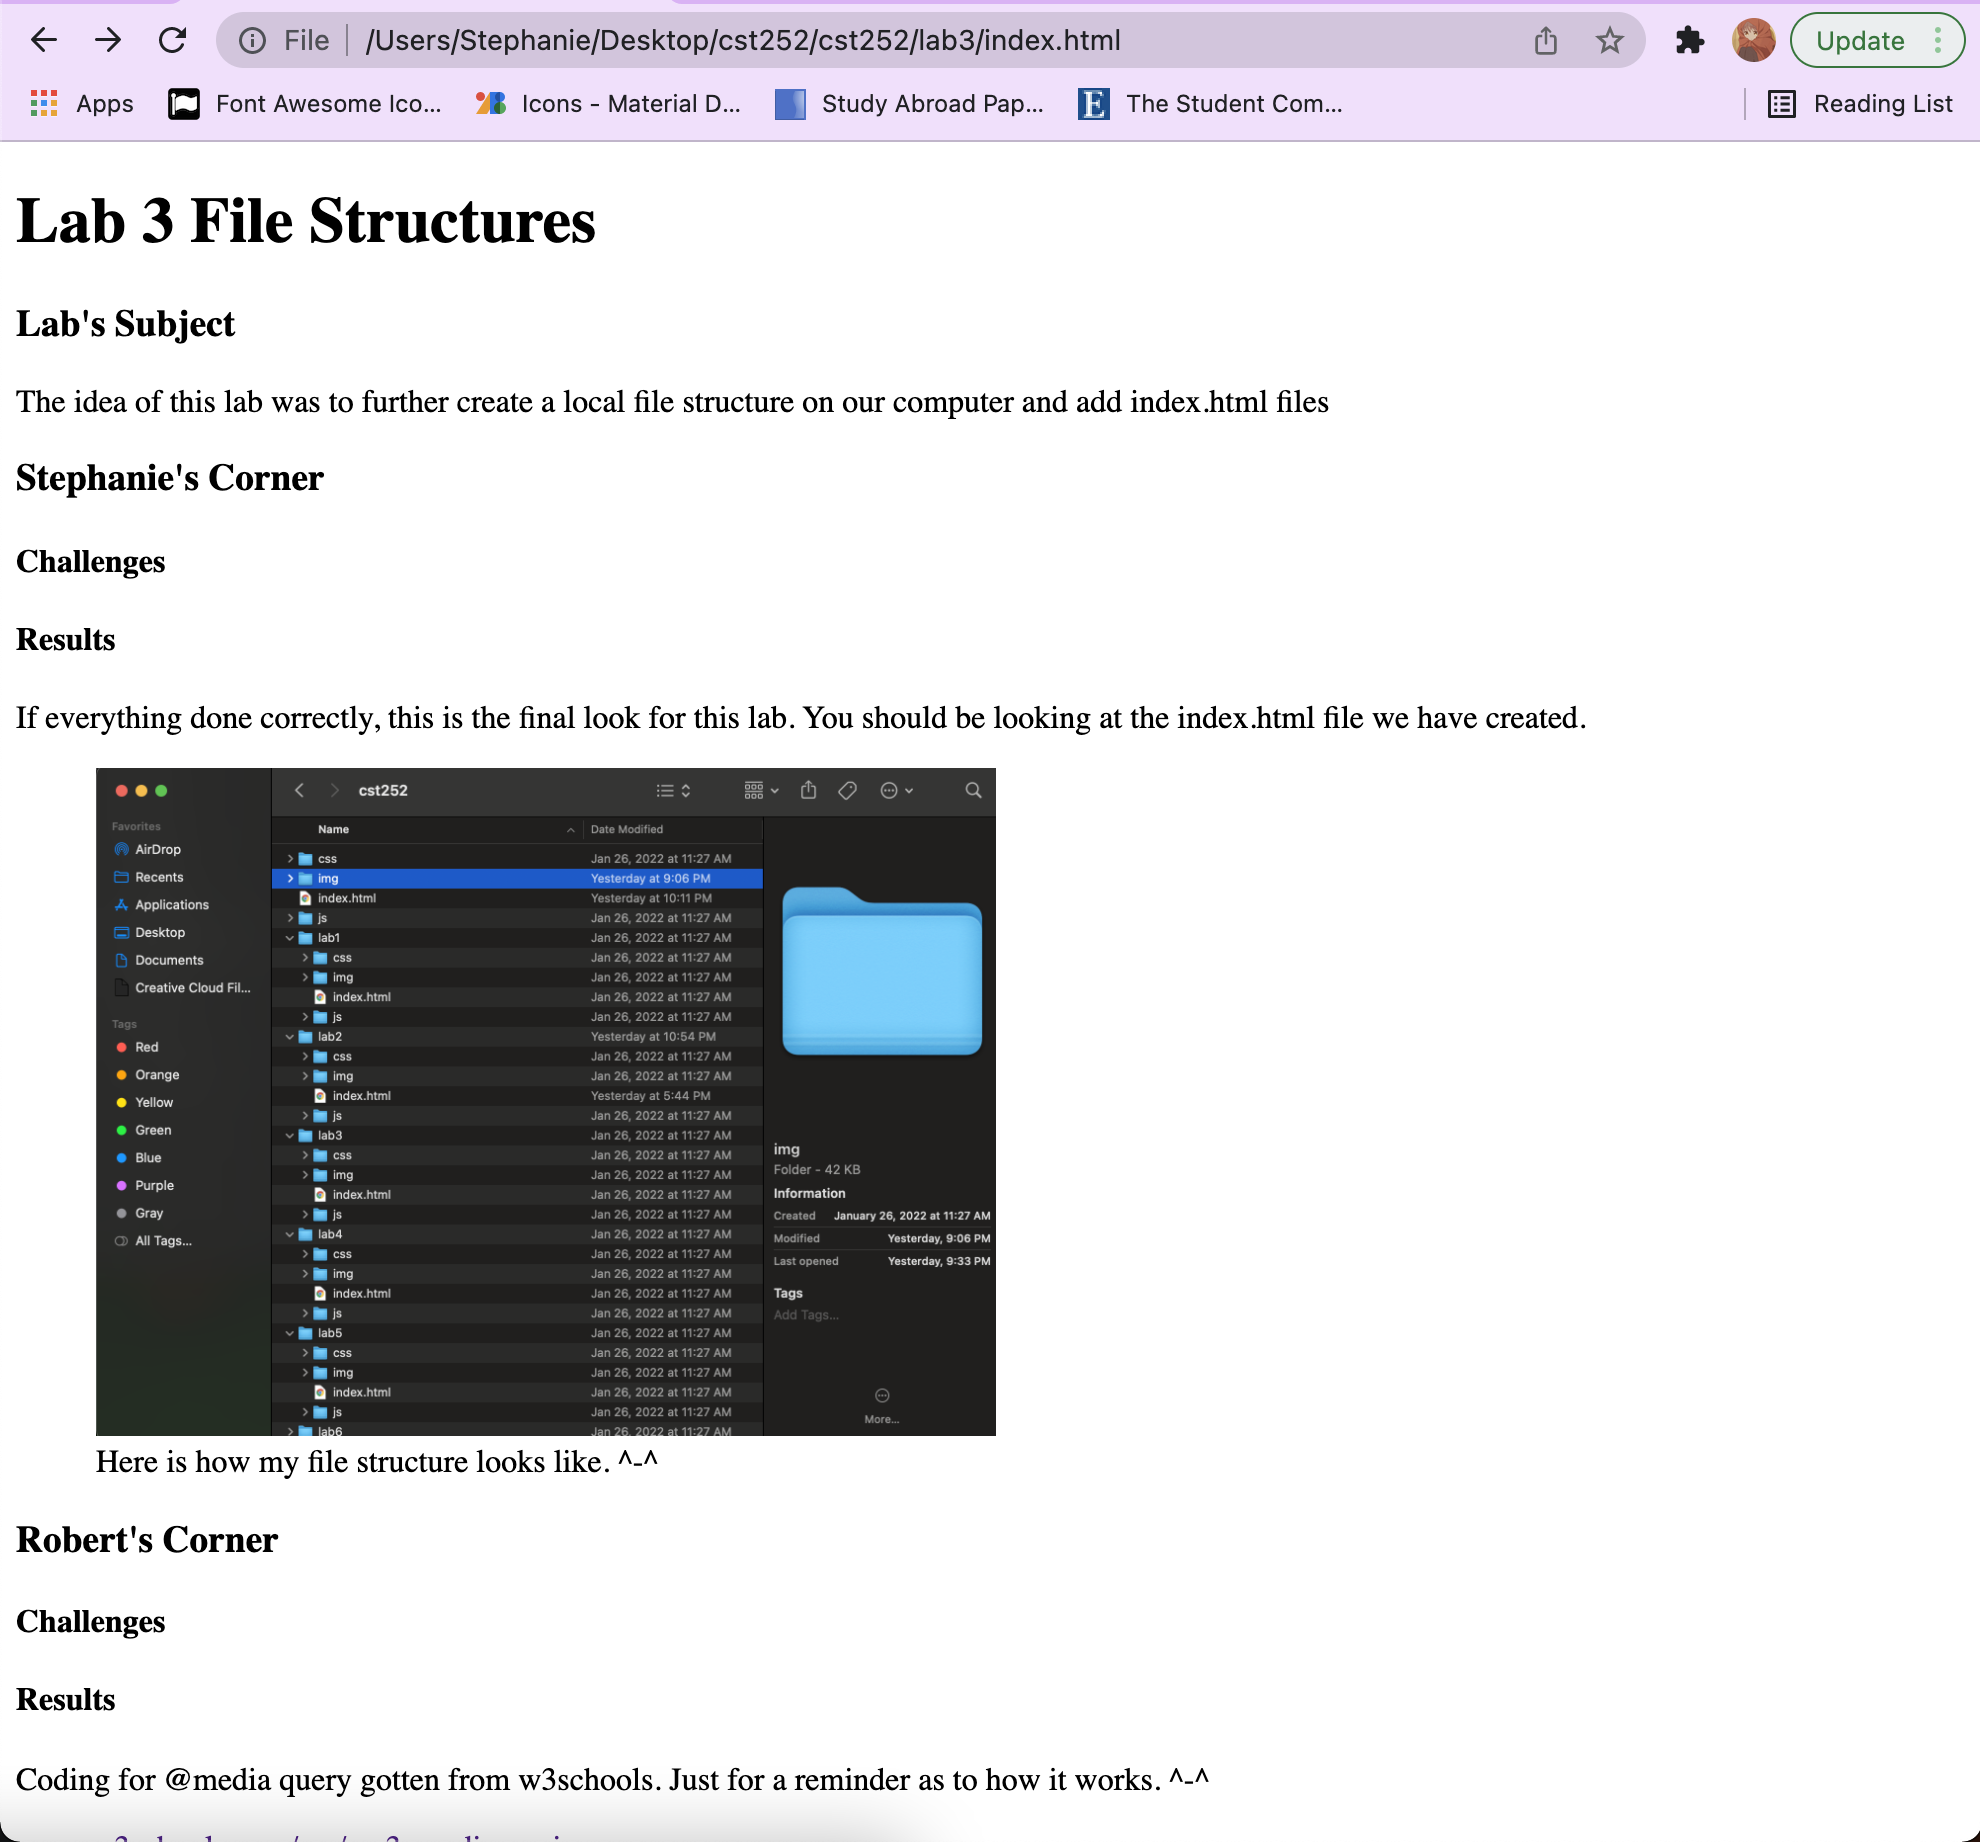 File /Users/Stephanie/Desktop/cst252/cst252/lab3/index.html Update
Apps Font Awesome Ico... Icons - Material D... Study Abroad Pap... The Student Com... Reading List
Lab 3 File Structures
Lab's Subject
The idea of this lab was to further create a local file structure on our computer and add index.html files
Stephanie's Corner
Challenges
Results
If everything done correctly, this is the final look for this lab. You should be looking at the index.html file we have created.
cst252
Favorites
AirDrop
Recents
Applications
Desktop
Documents
Creative Cloud Fil...
Tags
Red
Orange
Yellow
Green
Blue
Purple
Gray
All Tags...
Name Date Modified
css Jan 26, 2022 at 11:27 AM
img Yesterday at 9:06 PM
index.html Yesterday at 10:11 PM
js Jan 26, 2022 at 11:27 AM
lab1 Jan 26, 2022 at 11:27 AM
css Jan 26, 2022 at 11:27 AM
img Jan 26, 2022 at 11:27 AM
index.html Jan 26, 2022 at 11:27 AM
js Jan 26, 2022 at 11:27 AM
lab2 Yesterday at 10:54 PM
css Jan 26, 2022 at 11:27 AM
img Jan 26, 2022 at 11:27 AM
index.html Yesterday at 5:44 PM
js Jan 26, 2022 at 11:27 AM
lab3 Jan 26, 2022 at 11:27 AM
css Jan 26, 2022 at 11:27 AM
img Jan 26, 2022 at 11:27 AM
index.html Jan 26, 2022 at 11:27 AM
js Jan 26, 2022 at 11:27 AM
lab4 Jan 26, 2022 at 11:27 AM
css Jan 26, 2022 at 11:27 AM
img Jan 26, 2022 at 11:27 AM
index.html Jan 26, 2022 at 11:27 AM
js Jan 26, 2022 at 11:27 AM
lab5 Jan 26, 2022 at 11:27 AM
css Jan 26, 2022 at 11:27 AM
img Jan 26, 2022 at 11:27 AM
index.html Jan 26, 2022 at 11:27 AM
js Jan 26, 2022 at 11:27 AM
lab6 Jan 26, 2022 at 11:27 AM
img
Folder - 42 KB
Information
Created January 26, 2022 at 11:27 AM
Modified Yesterday, 9:06 PM
Last opened Yesterday, 9:33 PM
Tags
Add Tags...
More...
Here is how my file structure looks like. ^-^
Robert's Corner
Challenges
Results
Coding for @media query gotten from w3schools. Just for a reminder as to how it works. ^-^